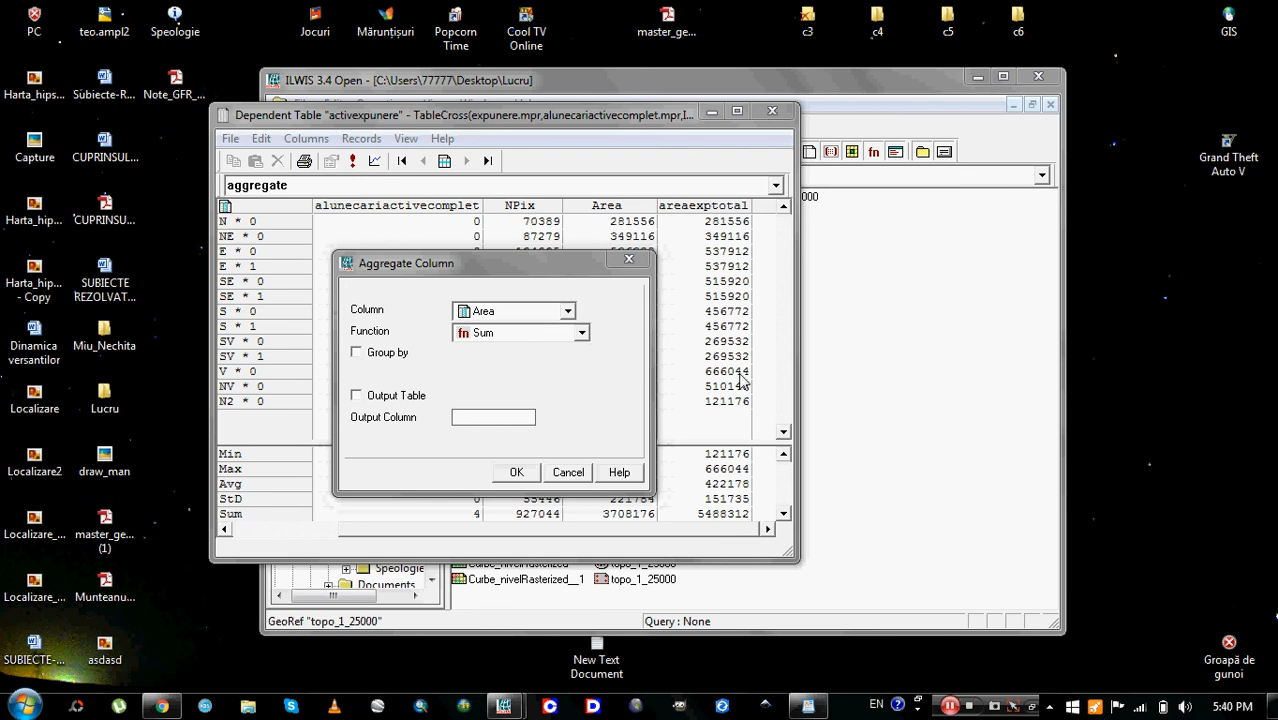 PC
teo.ampl2
Speologie
Jocuri
Mărunțișuri
Popcorn
Time
Cool TV
Online
master_ge...
c3
c4
c5
c6
GIS
Harta_hips...
Subiecte-R...
Note_GFR_...
Capture
CUPRINSUL...
Harta_hip...
CUPRINSU...
Harta_hip...
- Copy
SUBIECTE
REZOLVAT...
Dinamica
versantilor
Miu_Nechita
Localizare
Lucru
Localizare2
draw_man
Localizare_...
master_ge...
(1)
Localizare_...
Munteanu...
SUBIECTE-...
asdasd
Grand Theft
Auto V
New Text
Document
Groapă de
gunoi
ILWIS 3.4 Open - [C:\Users\77777\Desktop\Lucru]
Dependent Table "activexpunere" - TableCross(expunere.mpr,alunecariactivecomplet.mpr,I...
File Edit Columns Records View Help
aggregate
alunecariactivecomplet NPix Area areaexptotal
N * 0 0 70389 281556 281556
NE * 0 0 87279 349116 349116
E * 0 537912
E * 1 537912
SE * 0 515920
SE * 1 515920
S * 0 456772
S * 1 456772
SV * 0 269532
SV * 1 269532
V * 0 666044
NV * 0
N2 * 0 121176
Min 121176
Max 666044
Avg 422178
StD 0 55446 221784 151735
Sum 4 927044 3708176 5488312
Aggregate Column
Column Area
Function fn Sum
Group by
Output Table
Output Column
OK Cancel Help
Speologie
Documents
Curbe_nivelRasterized__1 topo_1_25000
GeoRef "topo_1_25000"
Query : None
EN
5:40 PM